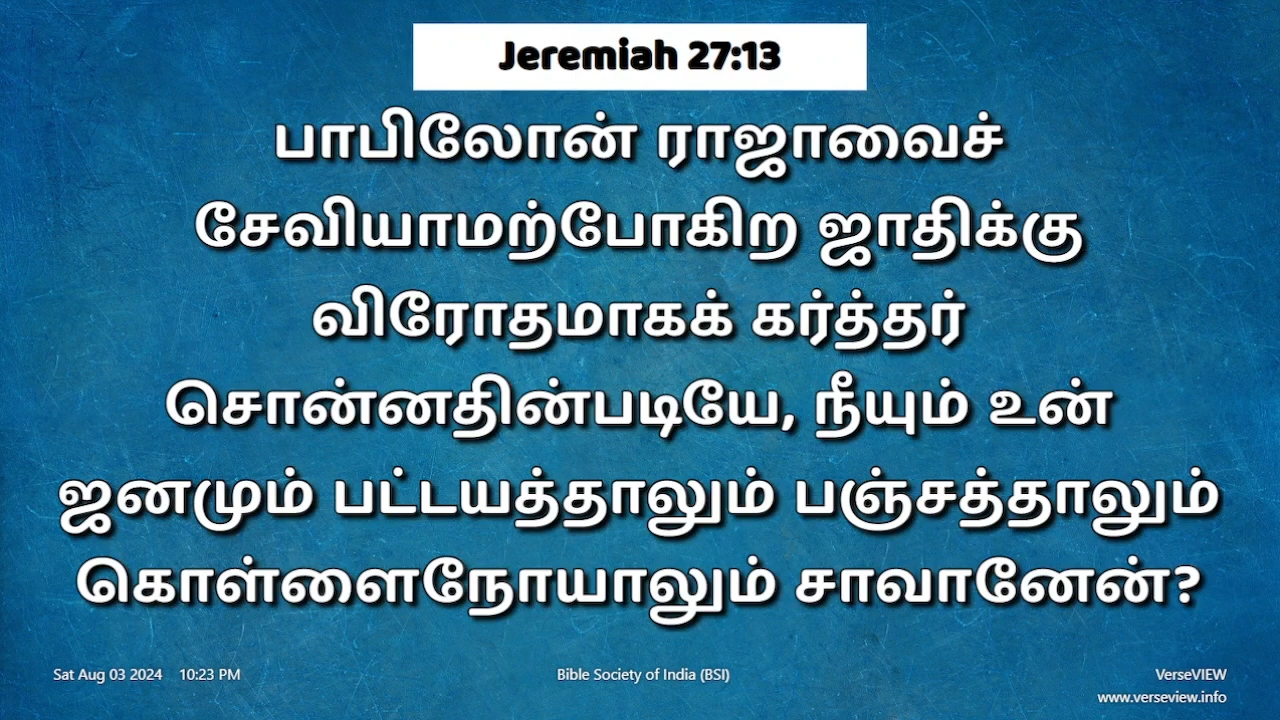 Jeremiah 27:13
பாபிலோன் ராஜாவைச்
சேவியாமற்போகிற ஜாதிக்கு
விரோதமாகக் கர்த்தர்
சொன்னதின்படியே, நீயும் உன்
ஜனமும் பட்டயத்தாலும் பஞ்சத்தாலும்
கொள்ளைநோயாலும் சாவானேன்?
Sat Aug 03 2024 10:23 PM
Bible Society of India (BSI)
VerseVIEW
www.verseview.info